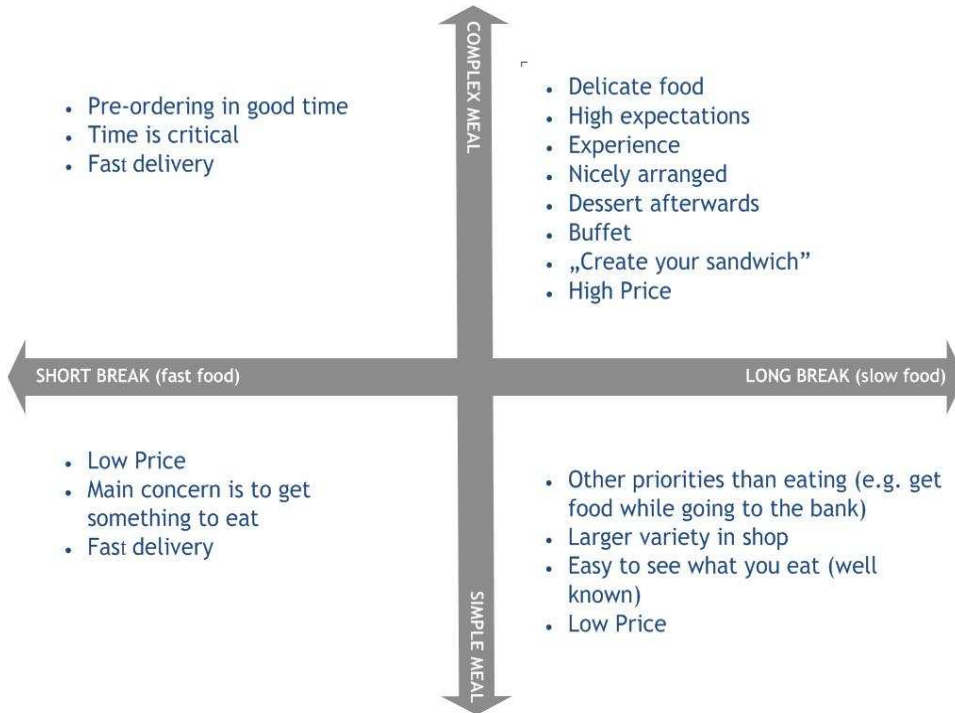 COMPLEX MEAL
• Pre-ordering in good time
• Time is critical
• Fast delivery
• Delicate food
• High expectations
• Experience
• Nicely arranged
• Dessert afterwards
• Buffet
• „Create your sandwich”
• High Price
SHORT BREAK (fast food)
LONG BREAK (slow food)
• Low Price
• Main concern is to get
something to eat
• Fast delivery
• Other priorities than eating (e.g. get
food while going to the bank)
• Larger variety in shop
• Easy to see what you eat (well
known)
• Low Price
SIMPLE MEAL